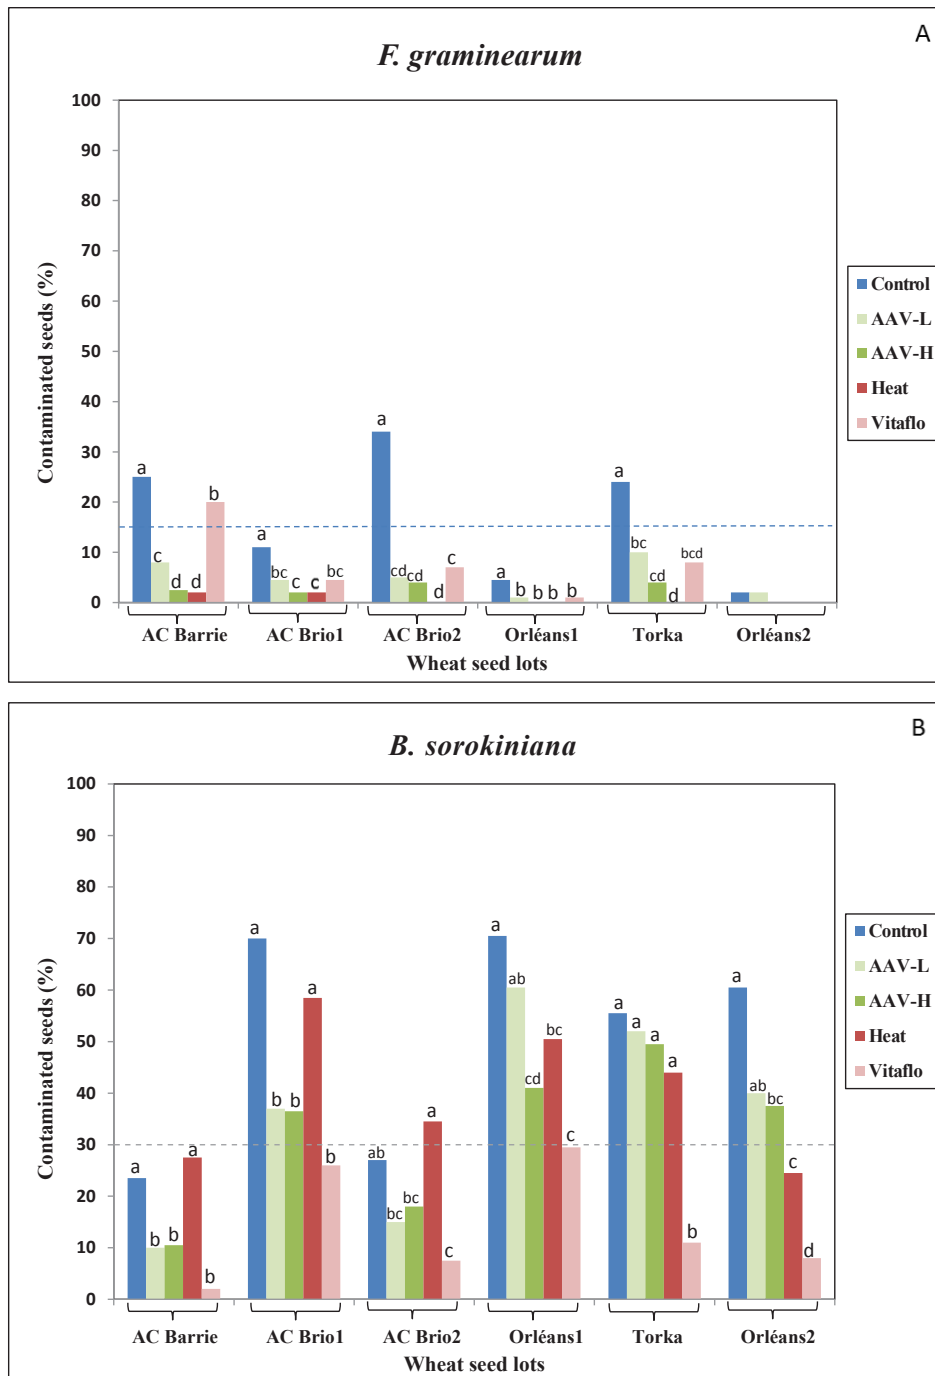 A
F. graminearum
100
90
80
70
60
50
40
30
20
10
0
Contaminated seeds (%)
a
c
d
d
b
a
bc
c
c
bc
a
cd
cd
d
c
a
b
b
b
b
a
bc
cd
d
bcd
AC Barrie
AC Brio1
AC Brio2
Orléans1
Torka
Orléans2
Wheat seed lots
Control
AAV-L
AAV-H
Heat
Vitaflo
B
B. sorokiniana
100
90
80
70
60
50
40
30
20
10
0
Contaminated seeds (%)
a
b
b
a
b
a
b
b
a
b
ab
bc
bc
a
c
a
ab
cd
bc
c
a
a
a
a
b
a
ab
bc
c
d
AC Barrie
AC Brio1
AC Brio2
Orléans1
Torka
Orléans2
Wheat seed lots
Control
AAV-L
AAV-H
Heat
Vitaflo